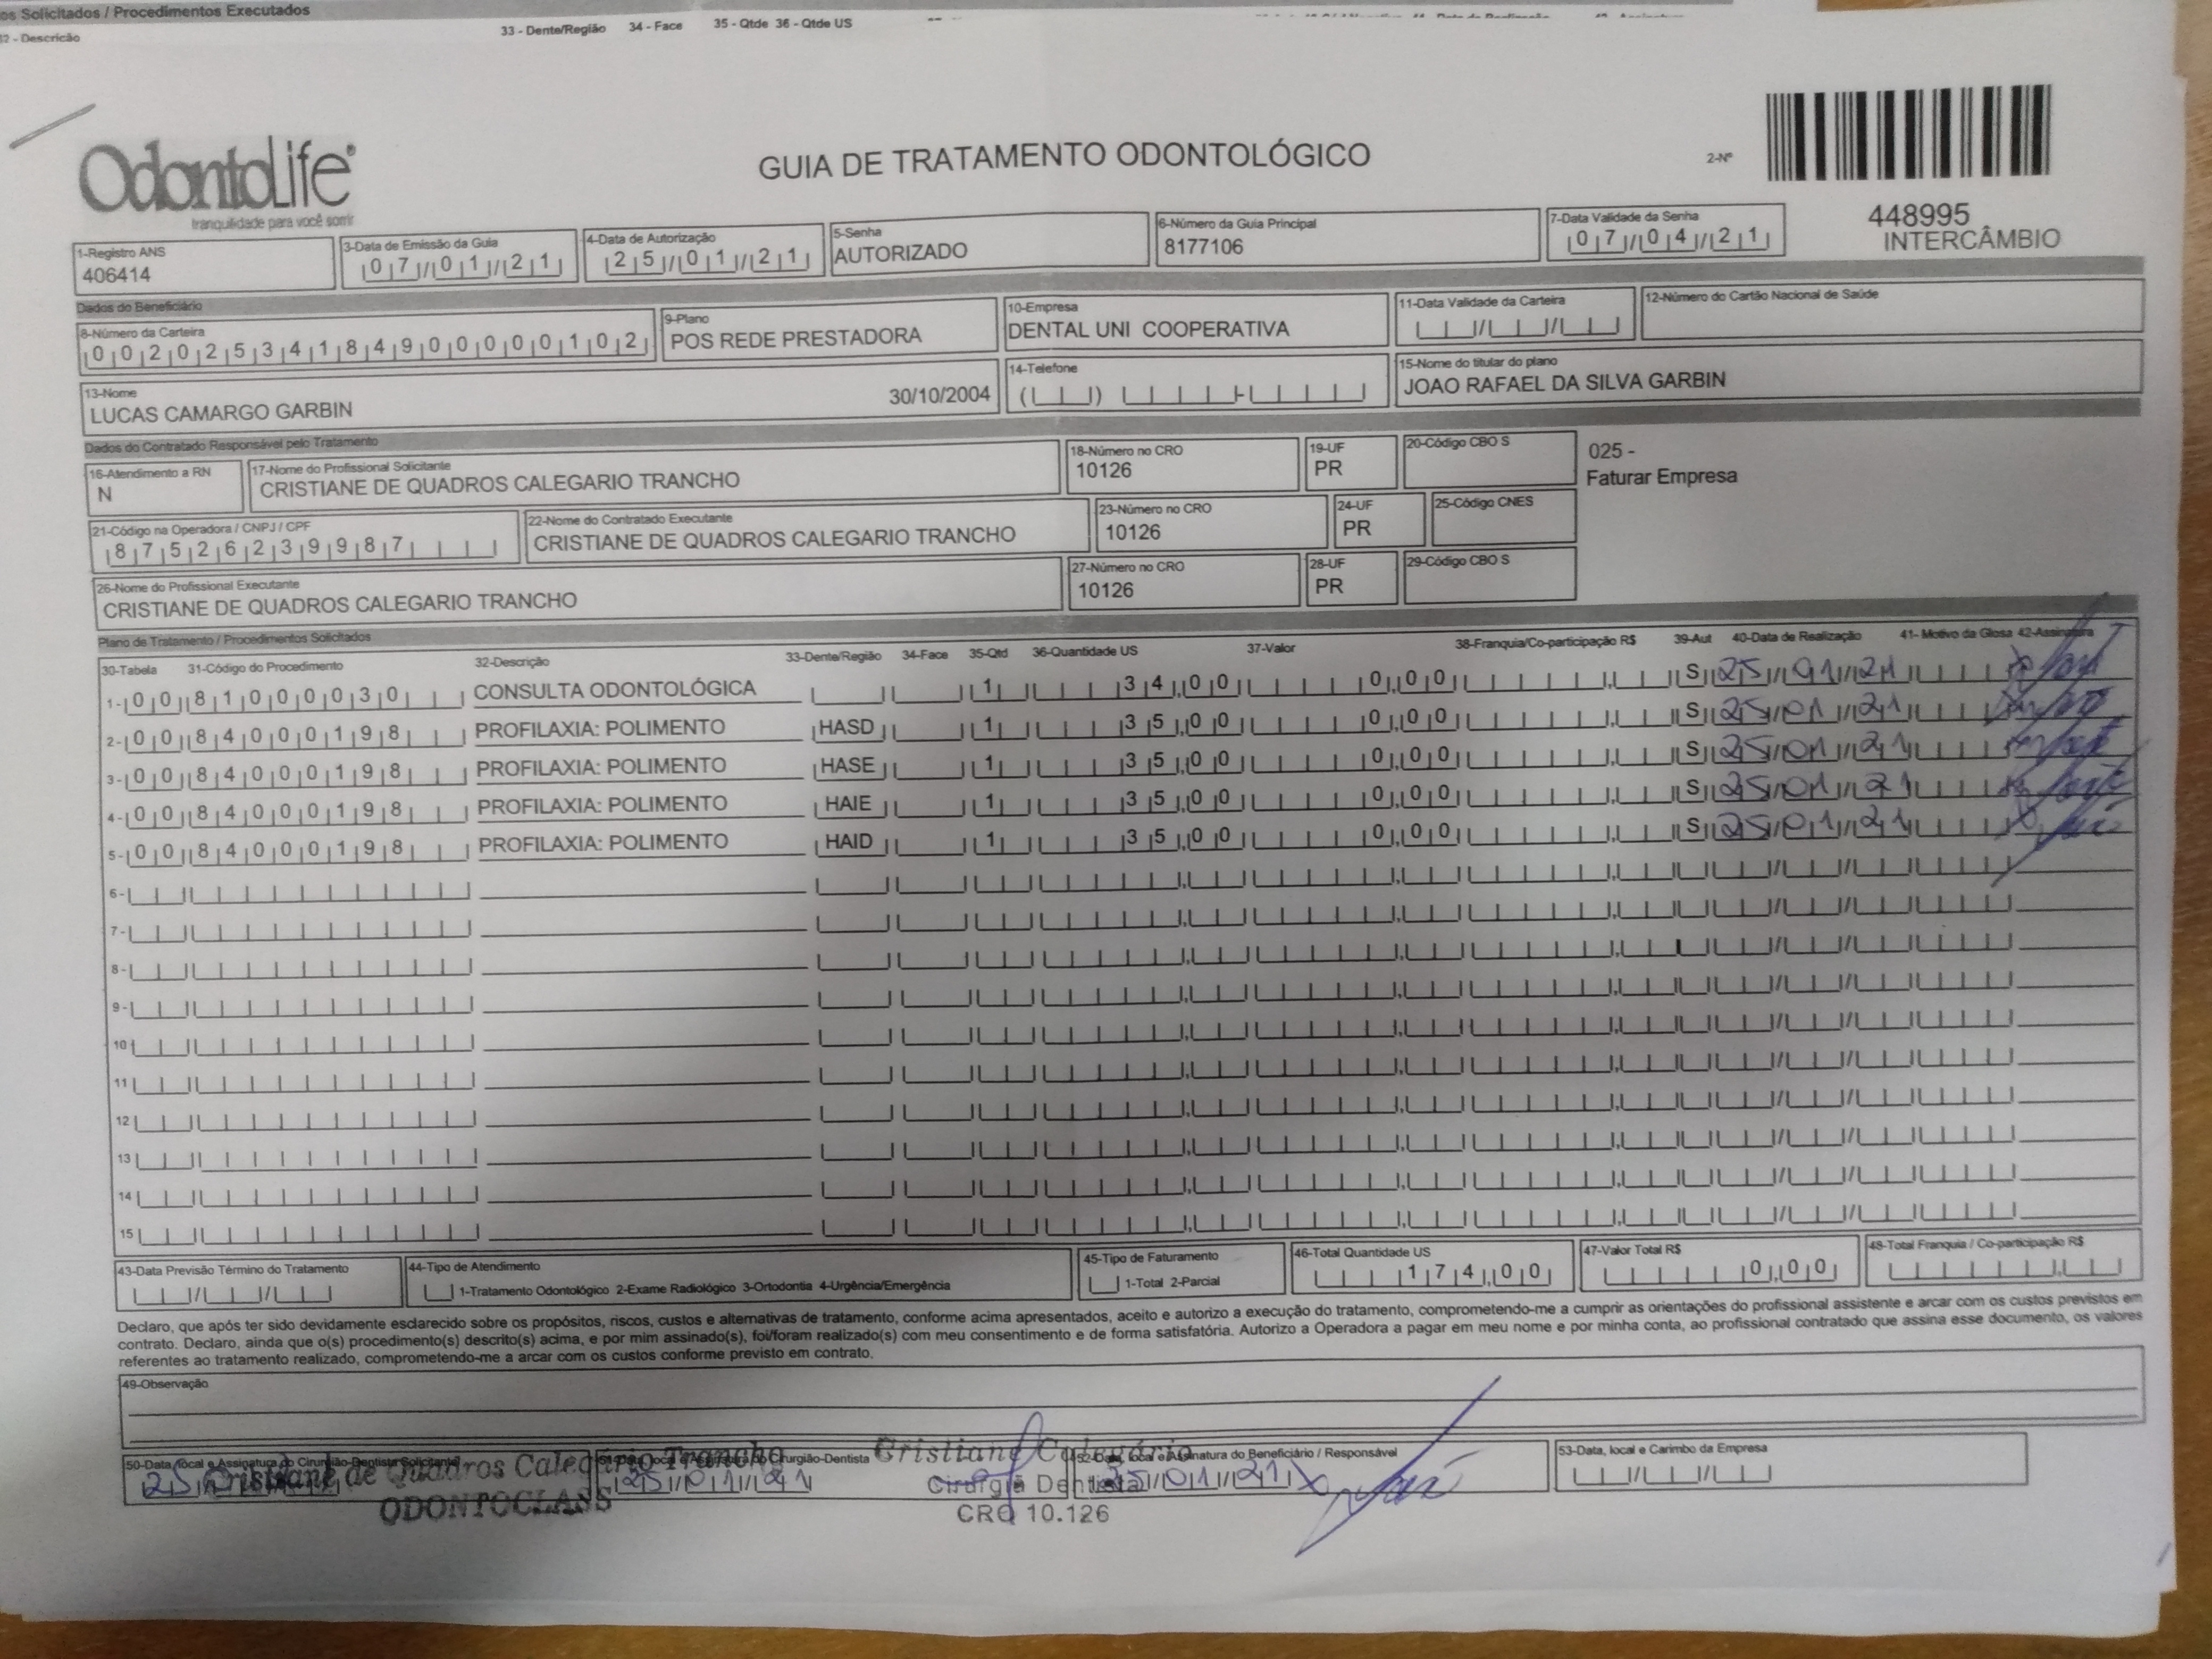 os Solicitados / Procedimentos Executados
32 - Descrição 33 - Dente/Região 34 - Face 35 - Qtde 36 - Qtde US
OdontoLife
tranquilidade para você sorrir
GUIA DE TRATAMENTO ODONTOLÓGICO
2-Nº
448995
INTERCÂMBIO
1-Registro ANS
406414
3-Data de Emissão da Guia
07/01/21
4-Data de Autorização
25/01/21
5-Senha
AUTORIZADO
6-Número da Guia Principal
8177106
7-Data Validade da Senha
07/04/21
Dados do Beneficiário
8-Número da Carteira
00202534184900000102
9-Plano
POS REDE PRESTADORA
10-Empresa
DENTAL UNI COOPERATIVA
11-Data Validade da Carteira
12-Número do Cartão Nacional de Saúde
13-Nome
LUCAS CAMARGO GARBIN 30/10/2004
14-Telefone
15-Nome do titular do plano
JOAO RAFAEL DA SILVA GARBIN
Dados do Contratado Responsável pelo Tratamento
16-Atendimento a RN
N
17-Nome do Profissional Solicitante
CRISTIANE DE QUADROS CALEGARIO TRANCHO
18-Número no CRO
10126
19-UF
PR
20-Código CBO S
025 -
Faturar Empresa
21-Código na Operadora / CNPJ / CPF
87526239987
22-Nome do Contratado Executante
CRISTIANE DE QUADROS CALEGARIO TRANCHO
23-Número no CRO
10126
24-UF
PR
25-Código CNES
26-Nome do Profissional Executante
CRISTIANE DE QUADROS CALEGARIO TRANCHO
27-Número no CRO
10126
28-UF
PR
29-Código CBO S
Plano de Tratamento / Procedimentos Solicitados
30-Tabela 31-Código do Procedimento 32-Descrição 33-Dente/Região 34-Face 35-Qtd 36-Quantidade US 37-Valor 38-Franquia/Co-participação R$ 39-Aut 40-Data de Realização 41- Motivo da Glosa 42-Assinatura
1- 00 81000030 CONSULTA ODONTOLÓGICA 1 34,00 0,00 S 25/01/21
2- 00 84000198 PROFILAXIA: POLIMENTO HASD 1 35,00 0,00 S 25/01/21
3- 00 84000198 PROFILAXIA: POLIMENTO HASE 1 35,00 0,00 S 25/01/21
4- 00 84000198 PROFILAXIA: POLIMENTO HAIE 1 35,00 0,00 S 25/01/21
5- 00 84000198 PROFILAXIA: POLIMENTO HAID 1 35,00 0,00 S 25/01/21
6-
7-
8-
9-
10
11
12
13
14
15
43-Data Previsão Término do Tratamento
44-Tipo de Atendimento
1-Tratamento Odontológico 2-Exame Radiológico 3-Ortodontia 4-Urgência/Emergência
45-Tipo de Faturamento
1-Total 2-Parcial
46-Total Quantidade US
174,00
47-Valor Total R$
0,00
48-Total Franquia / Co-participação R$
Declaro, que após ter sido devidamente esclarecido sobre os propósitos, riscos, custos e alternativas de tratamento, conforme acima apresentados, aceito e autorizo a execução do tratamento, comprometendo-me a cumprir as orientações do profissional assistente e arcar com os custos previstos em
contrato. Declaro, ainda que o(s) procedimento(s) descrito(s) acima, e por mim assinado(s), foi/foram realizado(s) com meu consentimento e de forma satisfatória. Autorizo a Operadora a pagar em meu nome e por minha conta, ao profissional contratado que assina esse documento, os valores
referentes ao tratamento realizado, comprometendo-me a arcar com os custos conforme previsto em contrato.
49-Observação
50-Data, local e Assinatura do Cirurgião-Dentista Solicitante
Cristiane de Quadros Calegário Trancho
ODONTOCLASS
Cirurgião-Dentista
25/01/21
Cristiane Calegário
Cirurgiã Dentista
CRO 10.126
52-Data, local e Assinatura do Beneficiário / Responsável
25/01/21
53-Data, local e Carimbo da Empresa